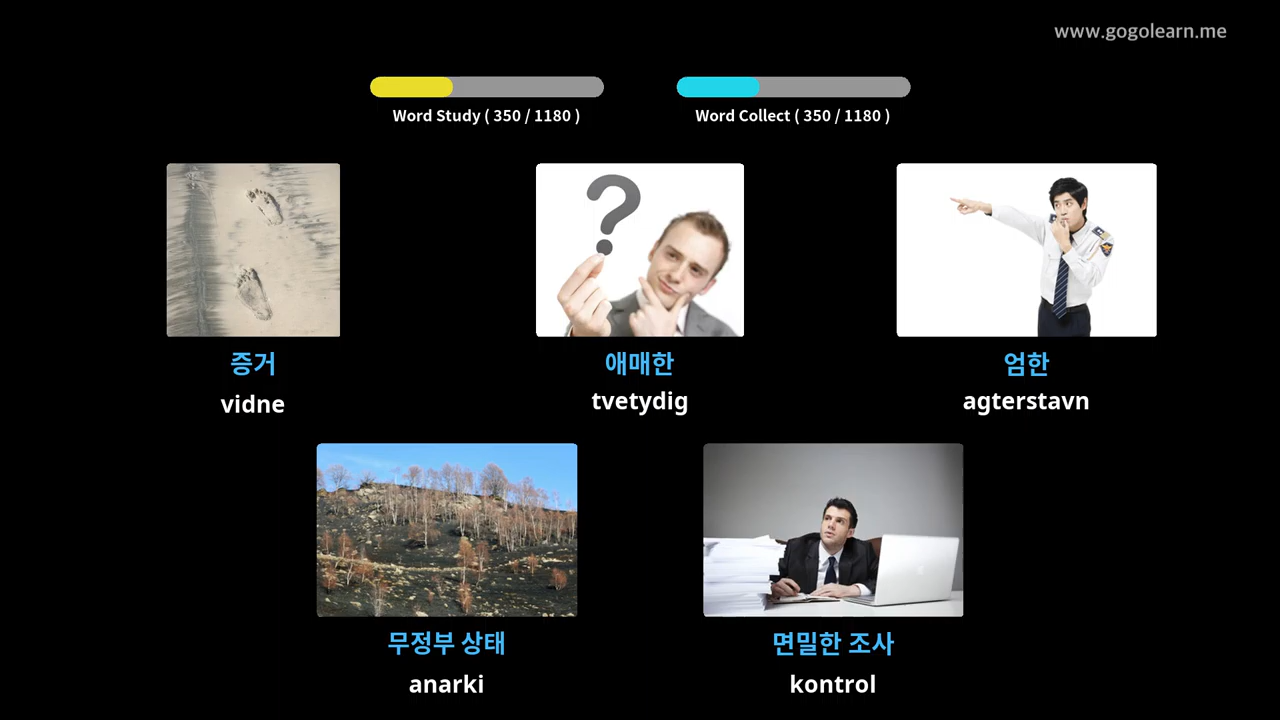 www.gogolearn.me
Word Study ( 350 / 1180 )
Word Collect ( 350 / 1180 )
증거
vidne
애매한
tvetydig
엄한
agterstavn
무정부 상태
anarki
면밀한 조사
kontrol